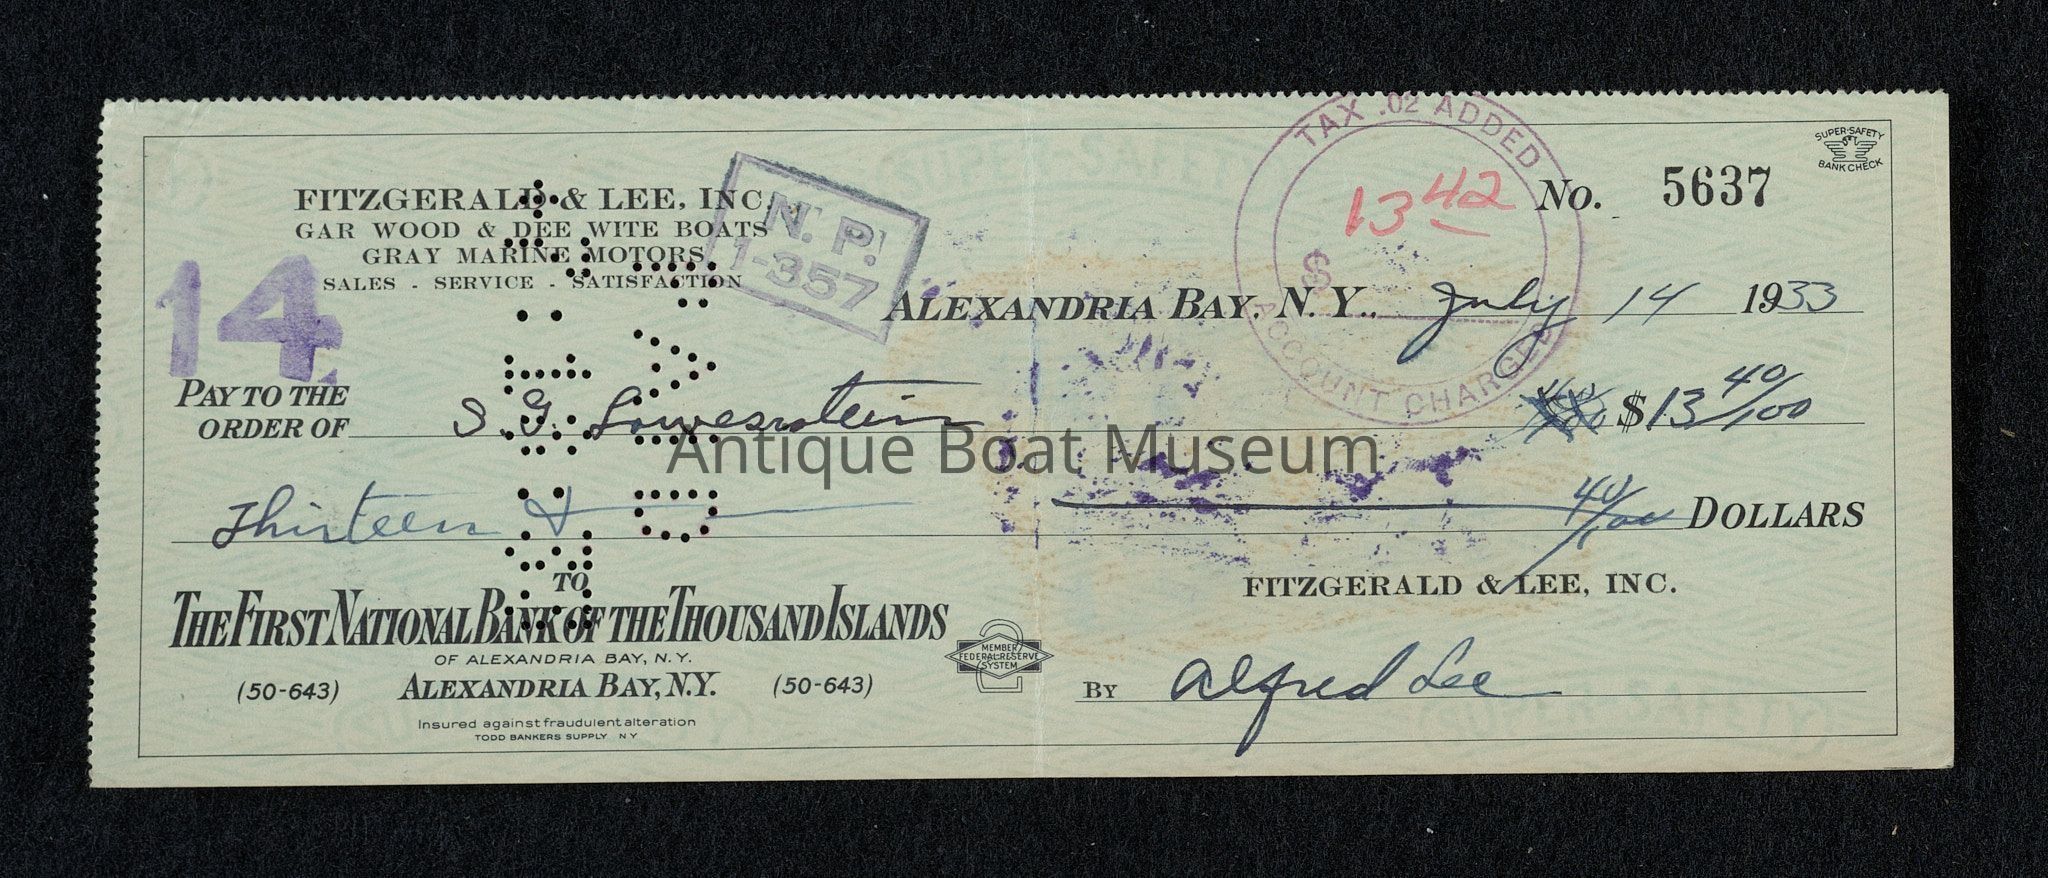 TAX .02 ADDED
13 42
$
ACCOUNT CHARGED
SUPER-SAFETY
BANK CHECK
No. 5637
FITZGERALD & LEE, INC.
GAR WOOD & DEE WITE BOATS
GRAY MARINE MOTORS
SALES - SERVICE - SATISFACTION
N. P.
1-357
14
ALEXANDRIA BAY, N. Y., July 14 1933
PAY TO THE
ORDER OF S. G. Lowenstein $13 40/100
Antique Boat Museum
Thirteen & 40/100 DOLLARS
TO
THE FIRST NATIONAL BANK OF THE THOUSAND ISLANDS
OF ALEXANDRIA BAY, N.Y.
(50-643) ALEXANDRIA BAY, N.Y. (50-643)
Insured against fraudulent alteration
TODD BANKERS SUPPLY NY
MEMBER
FEDERAL RESERVE
SYSTEM
2
FITZGERALD & LEE, INC.
BY Alfred Lee